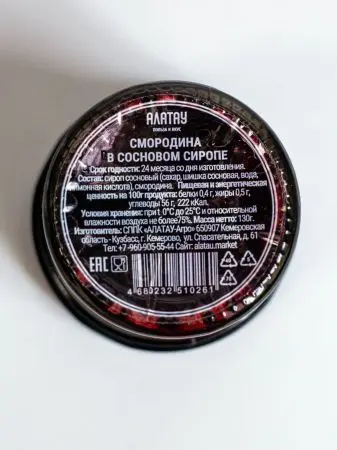 АЛАТАУ
ПОЛЬЗА И ВКУС
СМОРОДИНА
В СОСНОВОМ СИРОПЕ
Срок годности: 24 месяца со дня изготовления.
Состав: сироп сосновый (сахар, шишка сосновая, вода,
лимонная кислота), смородина. Пищевая и энергетическая
ценность на 100г продукта: белки 0,4 г, жиры 0,5 г,
углеводы 56 г, 222 кКал.
Условия хранения: при t 0°С до 25°С и относительной
влажности воздуха не более 75%. Масса нетто: 130г.
Изготовитель: СППК «АЛАТАУ-Агро» 650907 Кемеровская
область - Кузбасс, г. Кемерово, ул. Спасательная, д. 61
Тел: +7-960-905-55-44 Сайт: alatau.market
EAC
4 680232 510261